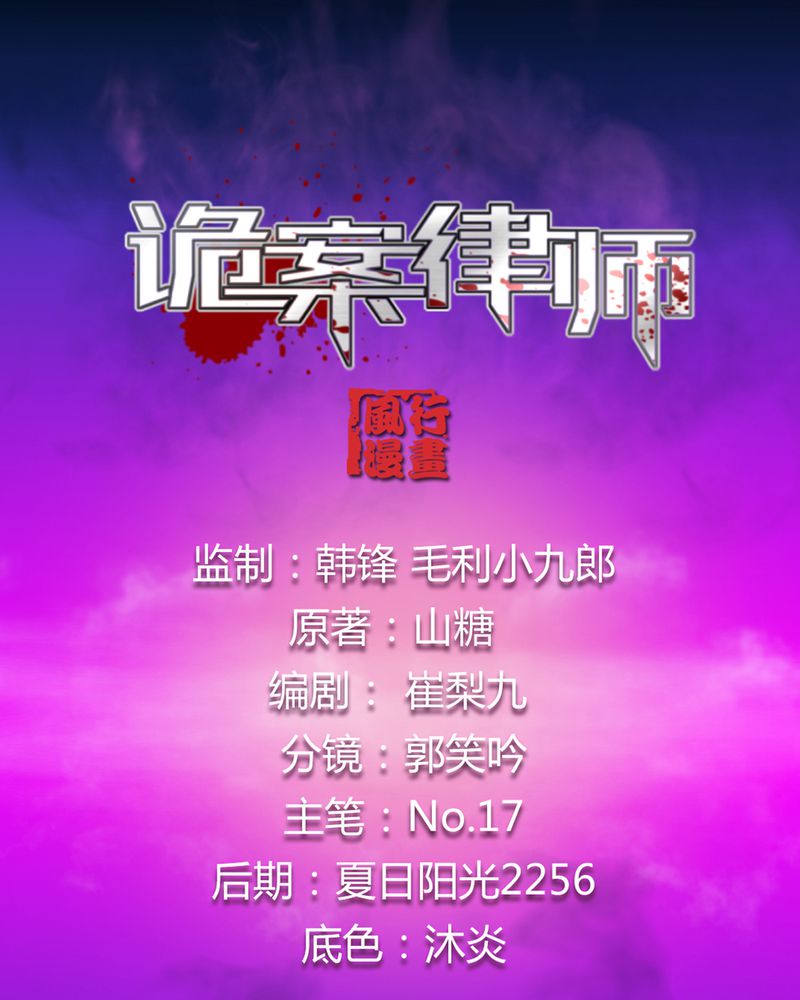 诡案律师
風行
漫畫
监制：韩锋 毛利小九郎
原著：山糖
编剧： 崔梨九
分镜：郭笑吟
主笔：No.17
后期：夏日阳光2256
底色：沐炎